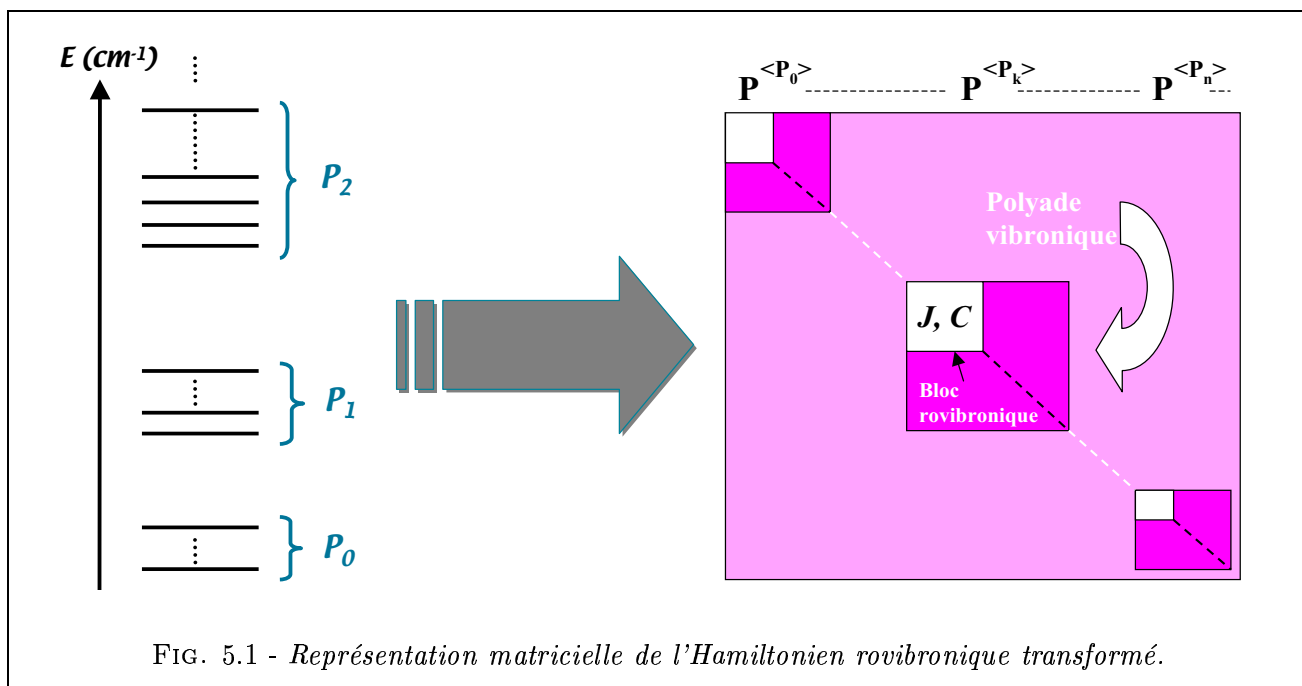 E (cm-1)
P2
P1
P0
P<P0> P<Pk> P<Pn>
Polyade
vibronique
J, C
Bloc
rovibronique
FIG. 5.1 - Représentation matricielle de l'Hamiltonien rovibronique transformé.